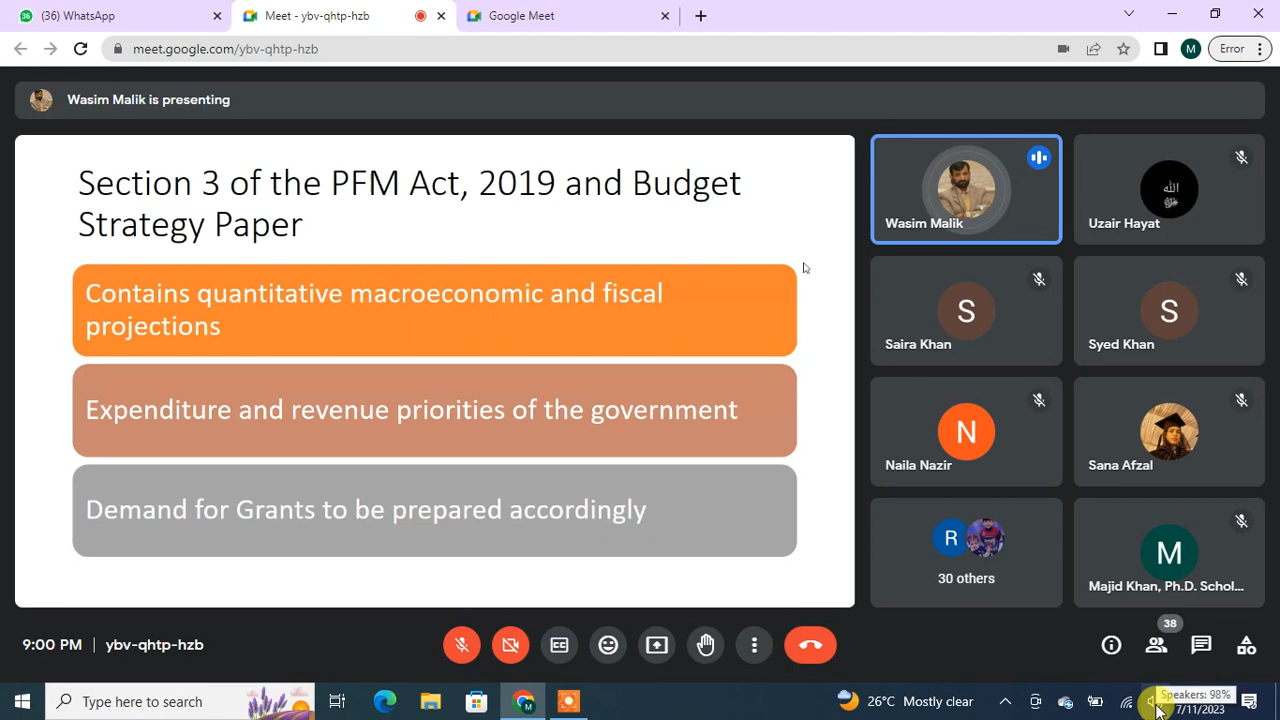 (36) WhatsApp
Meet - ybv-qhtp-hzb
Google Meet
meet.google.com/ybv-qhtp-hzb
M
Error
Wasim Malik is presenting
Section 3 of the PFM Act, 2019 and Budget
Strategy Paper
Contains quantitative macroeconomic and fiscal
projections
Expenditure and revenue priorities of the government
Demand for Grants to be prepared accordingly
Wasim Malik
الله
Uzair Hayat
S
Saira Khan
S
Syed Khan
N
Naila Nazir
Sana Afzal
R
30 others
M
Majid Khan, Ph.D. Schol...
9:00 PM | ybv-qhtp-hzb
38
Type here to search
26°C Mostly clear
Speakers: 98%
7/11/2023